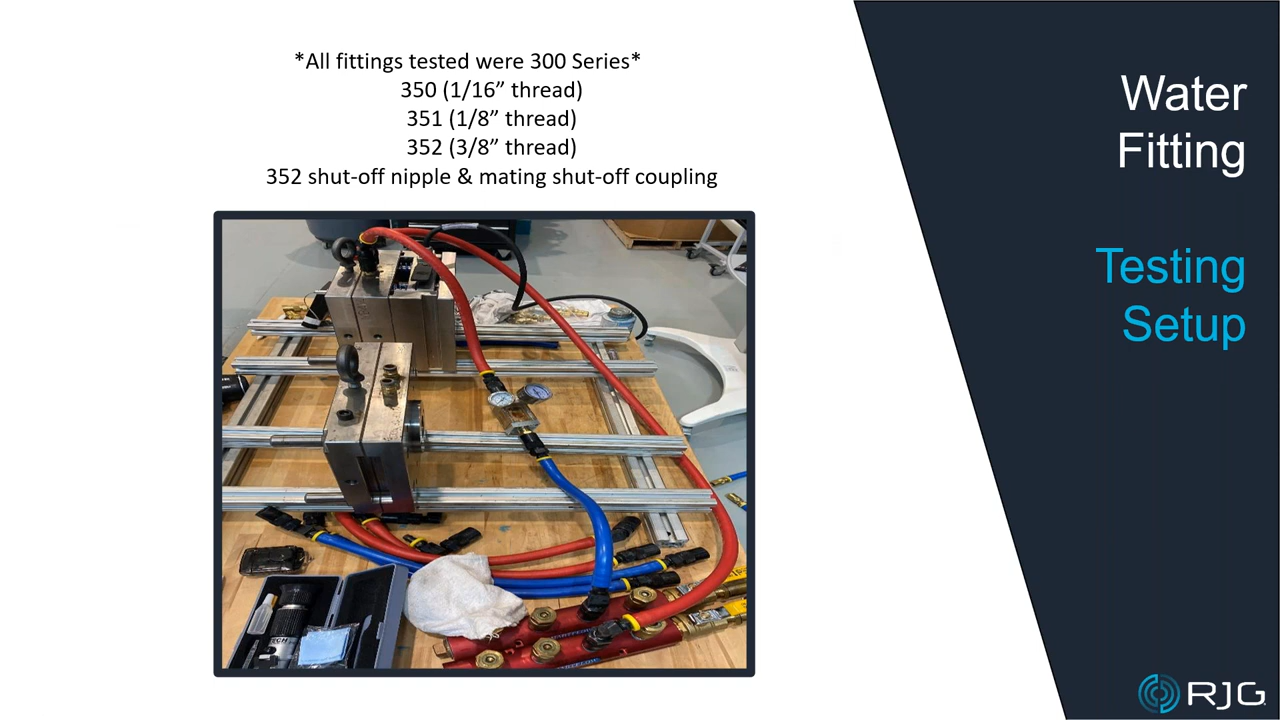 *All fittings tested were 300 Series*
350 (1/16” thread)
351 (1/8” thread)
352 (3/8” thread)
352 shut-off nipple & mating shut-off coupling
Water
Fitting
Testing
Setup
RJG